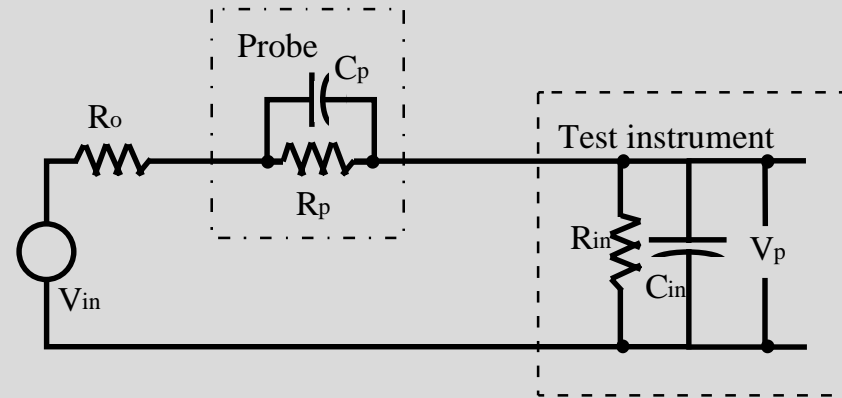 Probe
Cp
Ro
Test instrument
Rp
Rin
Vp
Vin
Cin